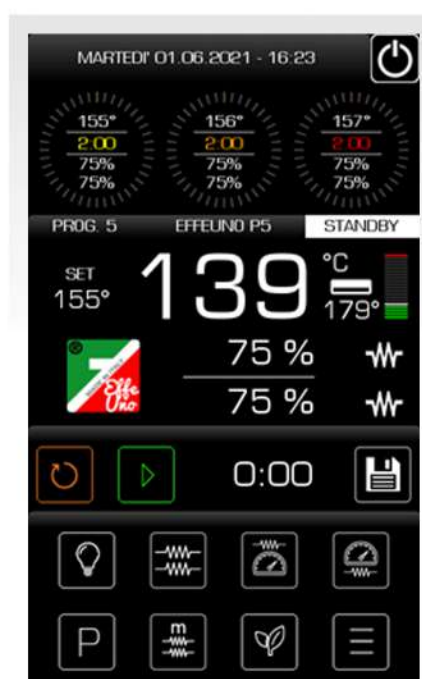 MARTEDI' 01.06.2021 - 16:23
155° 156° 157°
2:00 2:00 2:00
75% 75% 75%
75% 75% 75%
PROG. 5 EFFEUNO P5 STANDBY
SET 139 °C
155° 179°
75 %
Effe
Uno
75 %
0:00
m
P